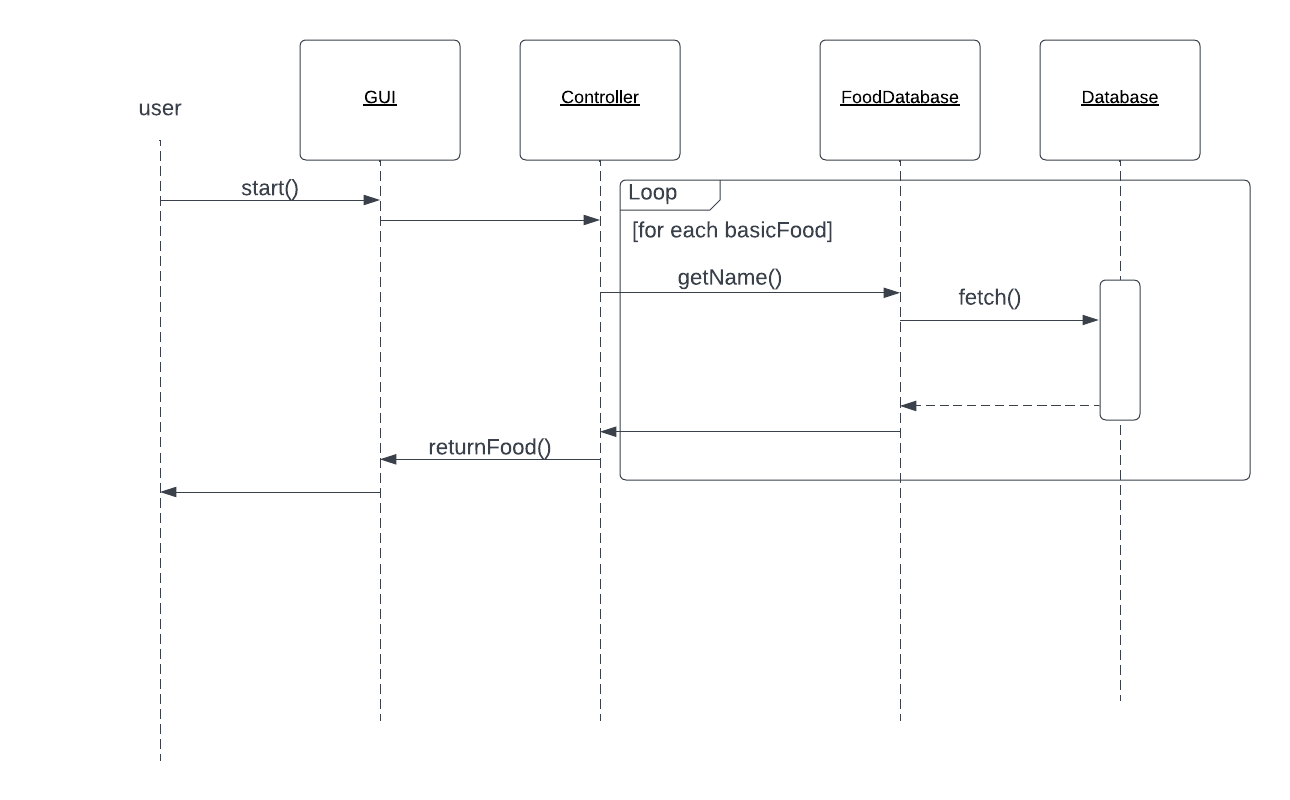 GUI
Controller
FoodDatabase
Database
user
start()
Loop
[for each basicFood]
getName()
fetch()
returnFood()